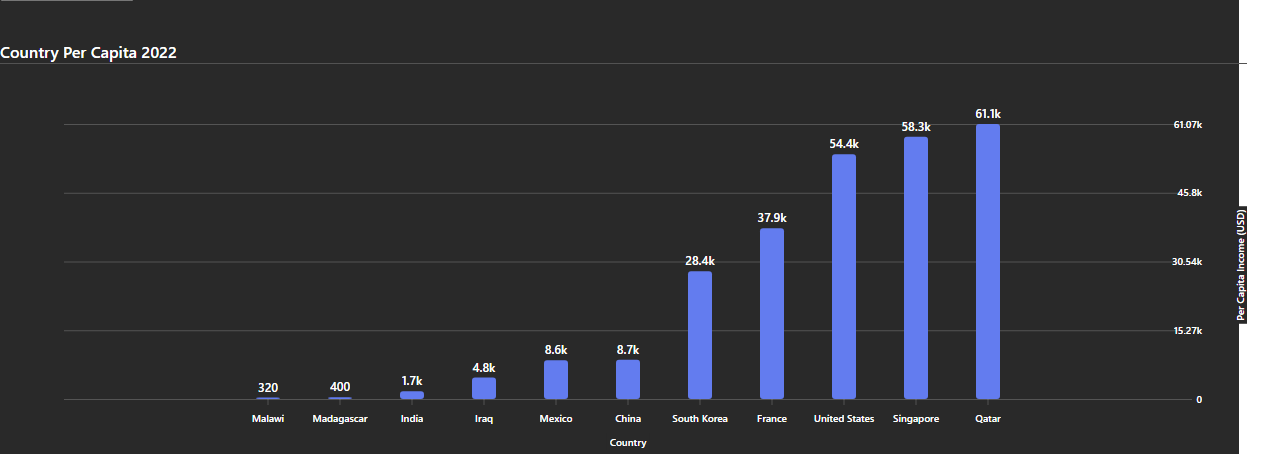 Country Per Capita 2022
61.1k
58.3k
54.4k
37.9k
28.4k
8.7k
8.6k
4.8k
1.7k
400
320
61.07k
45.8k
30.54k
15.27k
0
Per Capita Income (USD)
Malawi Madagascar India Iraq Mexico China South Korea France United States Singapore Qatar
Country